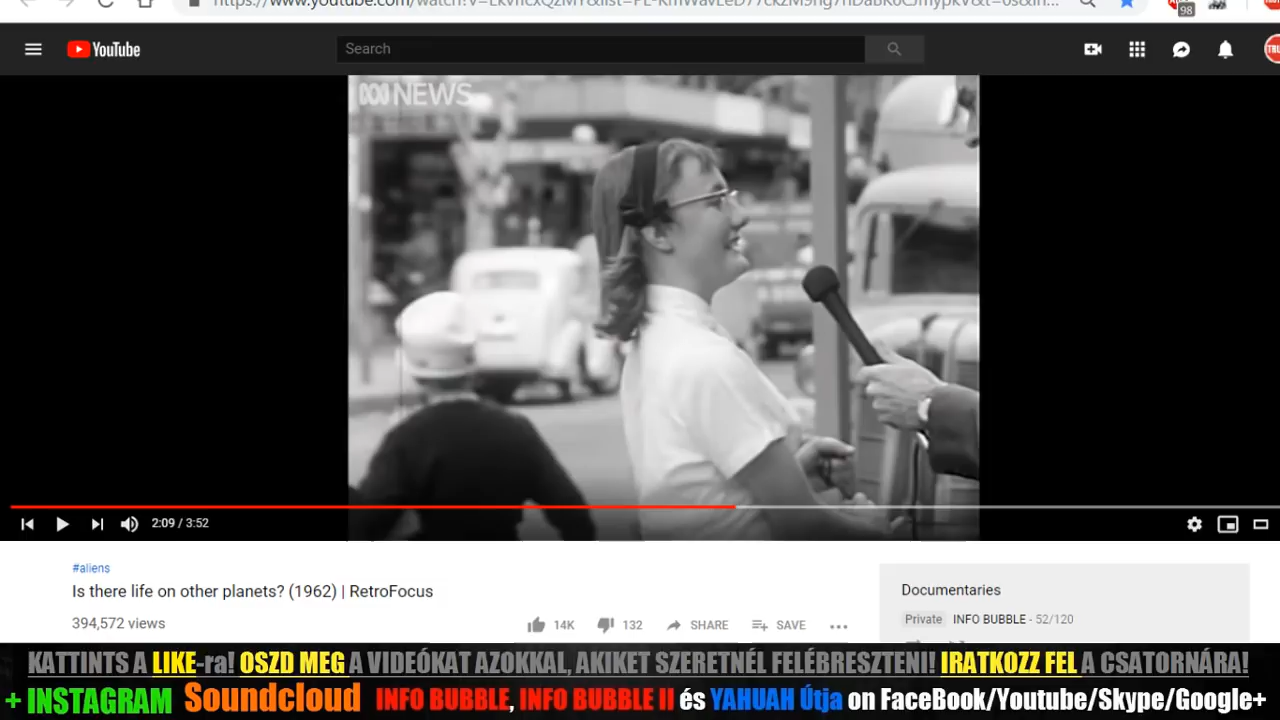 98
YouTube
Search
TRU
NEWS
2:09 / 3:52
#aliens
Is there life on other planets? (1962) | RetroFocus
Documentaries
394,572 views
14K
132
SHARE
SAVE
Private INFO BUBBLE - 52/120
KATTINTS A LIKE-ra! OSZD MEG A VIDEÓKAT AZOKKAL, AKIKET SZERETNÉL FELÉBRESZTENI! IRATKOZZ FEL A CSATORNÁRA!
+ INSTAGRAM Soundcloud INFO BUBBLE, INFO BUBBLE II és YAHUAH Útja on FaceBook/Youtube/Skype/Google+